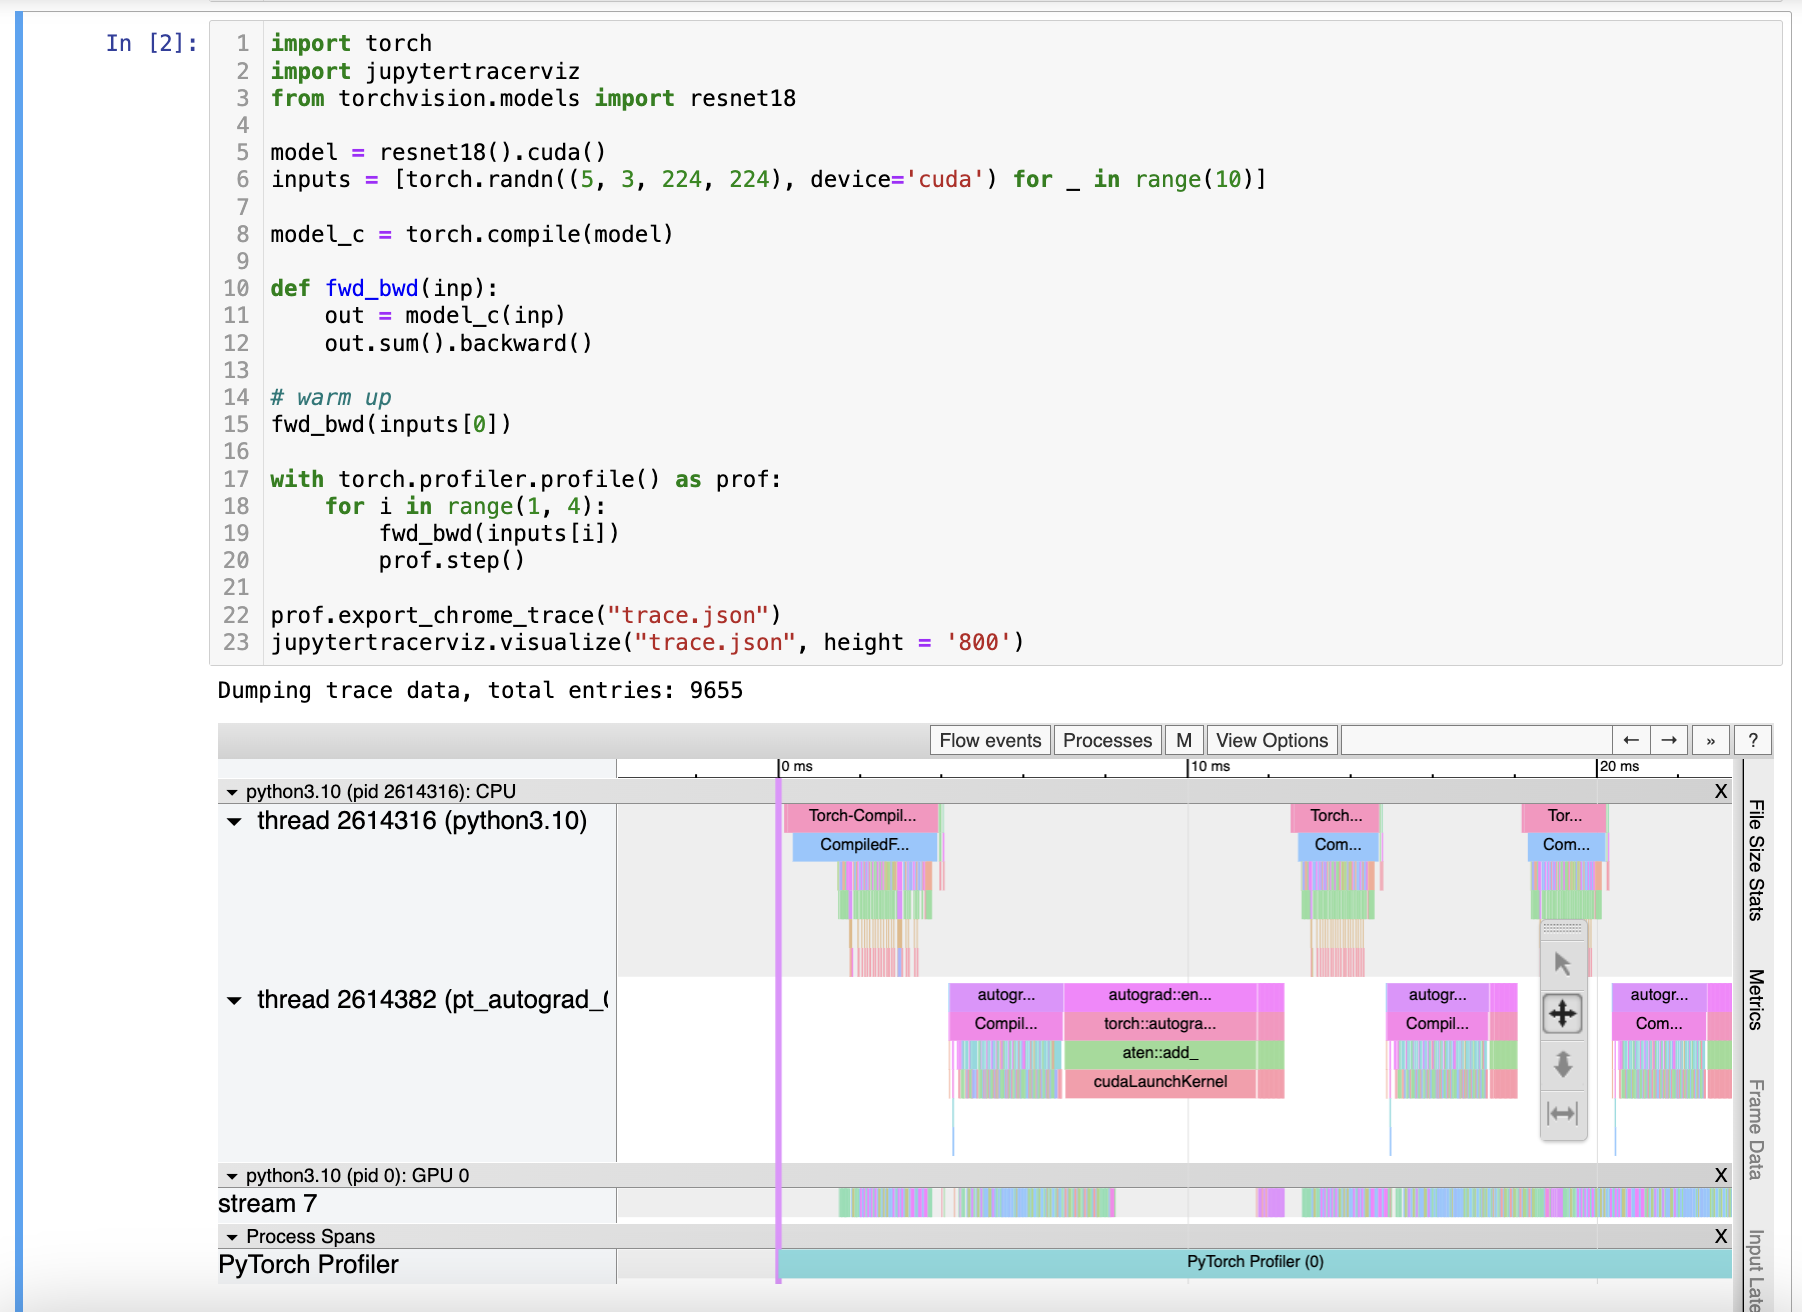 In [2]:
1 import torch
2 import jupytertracerviz
3 from torchvision.models import resnet18
4
5 model = resnet18().cuda()
6 inputs = [torch.randn((5, 3, 224, 224), device='cuda') for _ in range(10)]
7
8 model_c = torch.compile(model)
9
10 def fwd_bwd(inp):
11     out = model_c(inp)
12     out.sum().backward()
13
14 # warm up
15 fwd_bwd(inputs[0])
16
17 with torch.profiler.profile() as prof:
18     for i in range(1, 4):
19         fwd_bwd(inputs[i])
20         prof.step()
21
22 prof.export_chrome_trace("trace.json")
23 jupytertracerviz.visualize("trace.json", height = '800')
Dumping trace data, total entries: 9655
Flow events Processes M View Options ← → » ?
0 ms 10 ms 20 ms
python3.10 (pid 2614316): CPU X
thread 2614316 (python3.10) Torch-Compil... Torch... Tor...
CompiledF... Com... Com...
thread 2614382 (pt_autograd_( autogr... autograd::en... autogr... autogr...
Compil... torch::autogra... Compil... Com...
aten::add_
cudaLaunchKernel
python3.10 (pid 0): GPU 0 X
stream 7
Process Spans X
PyTorch Profiler PyTorch Profiler (0)
File Size Stats
Metrics
Frame Data
Input Late